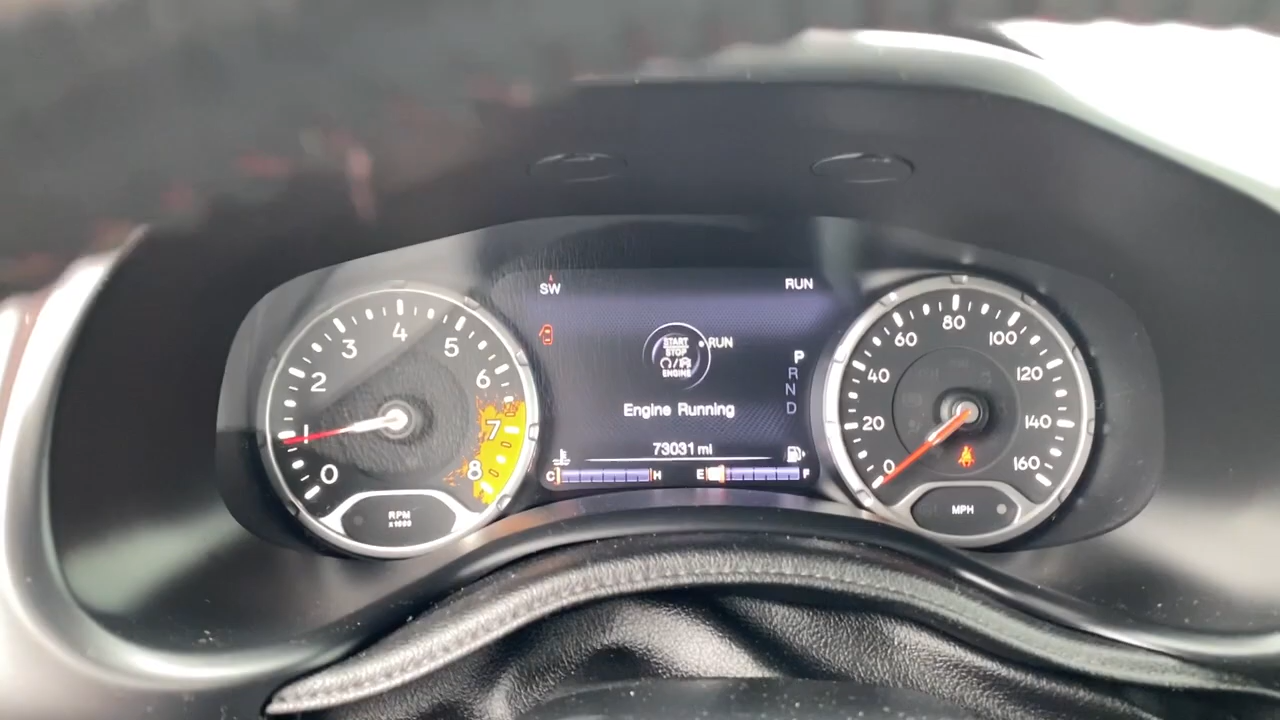 SW
RUN
START
STOP
ENGINE
RUN
P
R
N
D
Engine Running
73031 mi
C
H
E
F
0
1
2
3
4
5
6
7
8
RPM
x1000
0
20
40
60
80
100
120
140
160
MPH